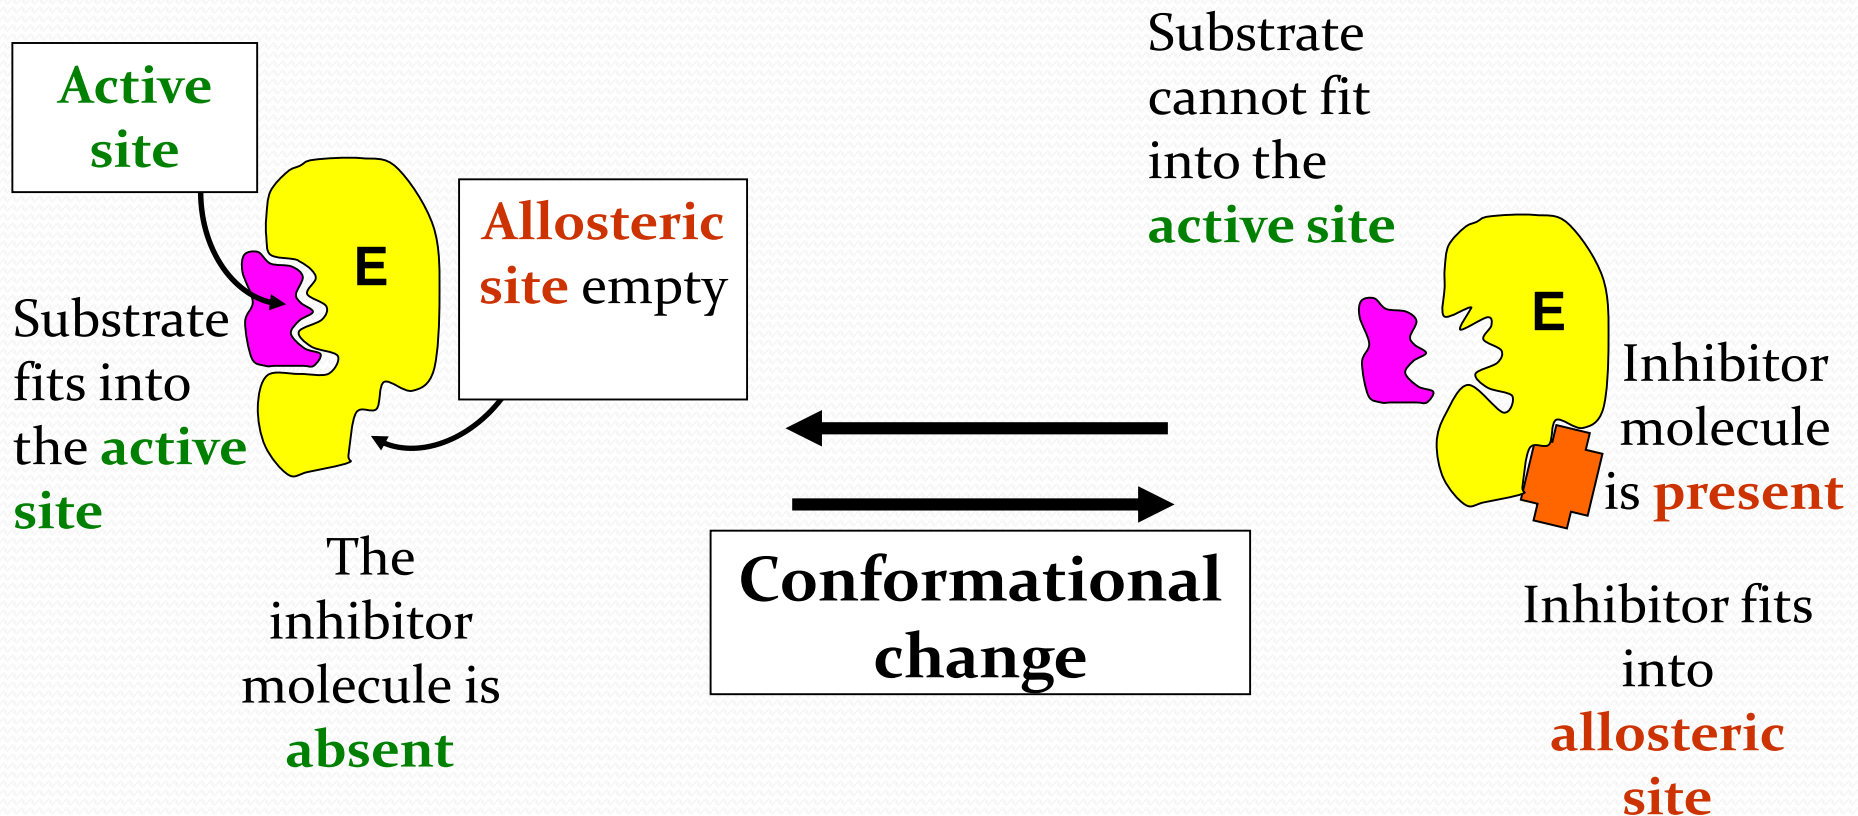 Active
site
E
Allosteric
site empty
Substrate
fits into
the active
site
The
inhibitor
molecule is
absent
Conformational
change
Substrate
cannot fit
into the
active site
E
Inhibitor
molecule
is present
Inhibitor fits
into
allosteric
site